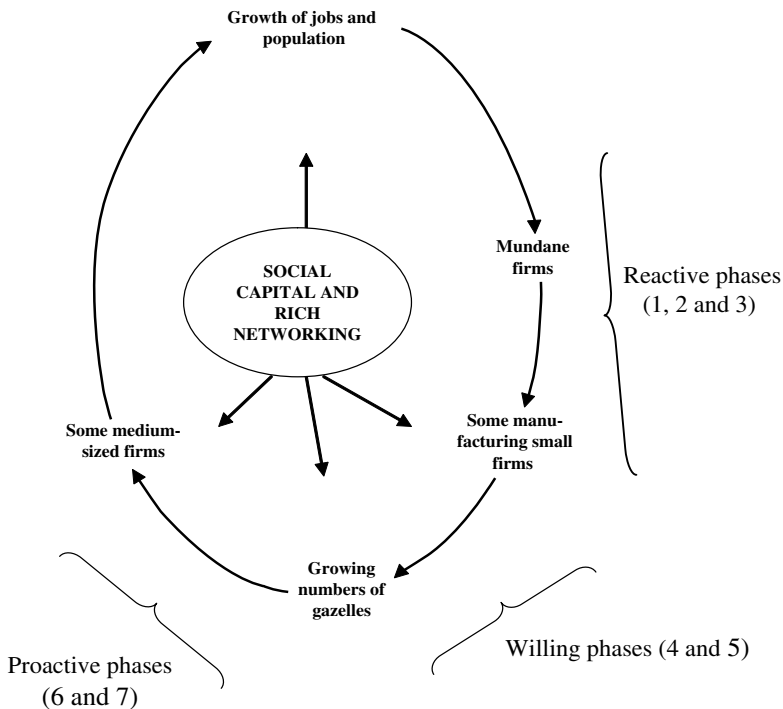 Growth of jobs and
population
Mundane
firms
Reactive phases
(1, 2 and 3)
SOCIAL
CAPITAL AND
RICH
NETWORKING
Some manu-
facturing small
firms
Some medium-
sized firms
Growing
numbers of
gazelles
Willing phases (4 and 5)
Proactive phases
(6 and 7)